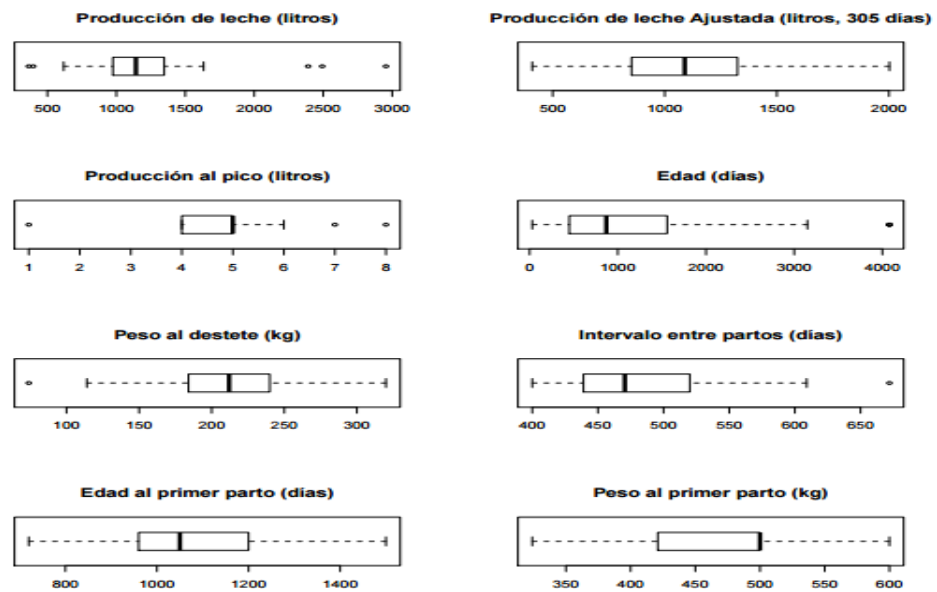 Producción de leche (litros)
500 1000 1500 2000 2500 3000
Producción de leche Ajustada (litros, 305 días)
500 1000 1500 2000
Producción al pico (litros)
1 2 3 4 5 6 7 8
Edad (días)
0 1000 2000 3000 4000
Peso al destete (kg)
100 150 200 250 300
Intervalo entre partos (días)
400 450 500 550 600 650
Edad al primer parto (días)
800 1000 1200 1400
Peso al primer parto (kg)
350 400 450 500 550 600